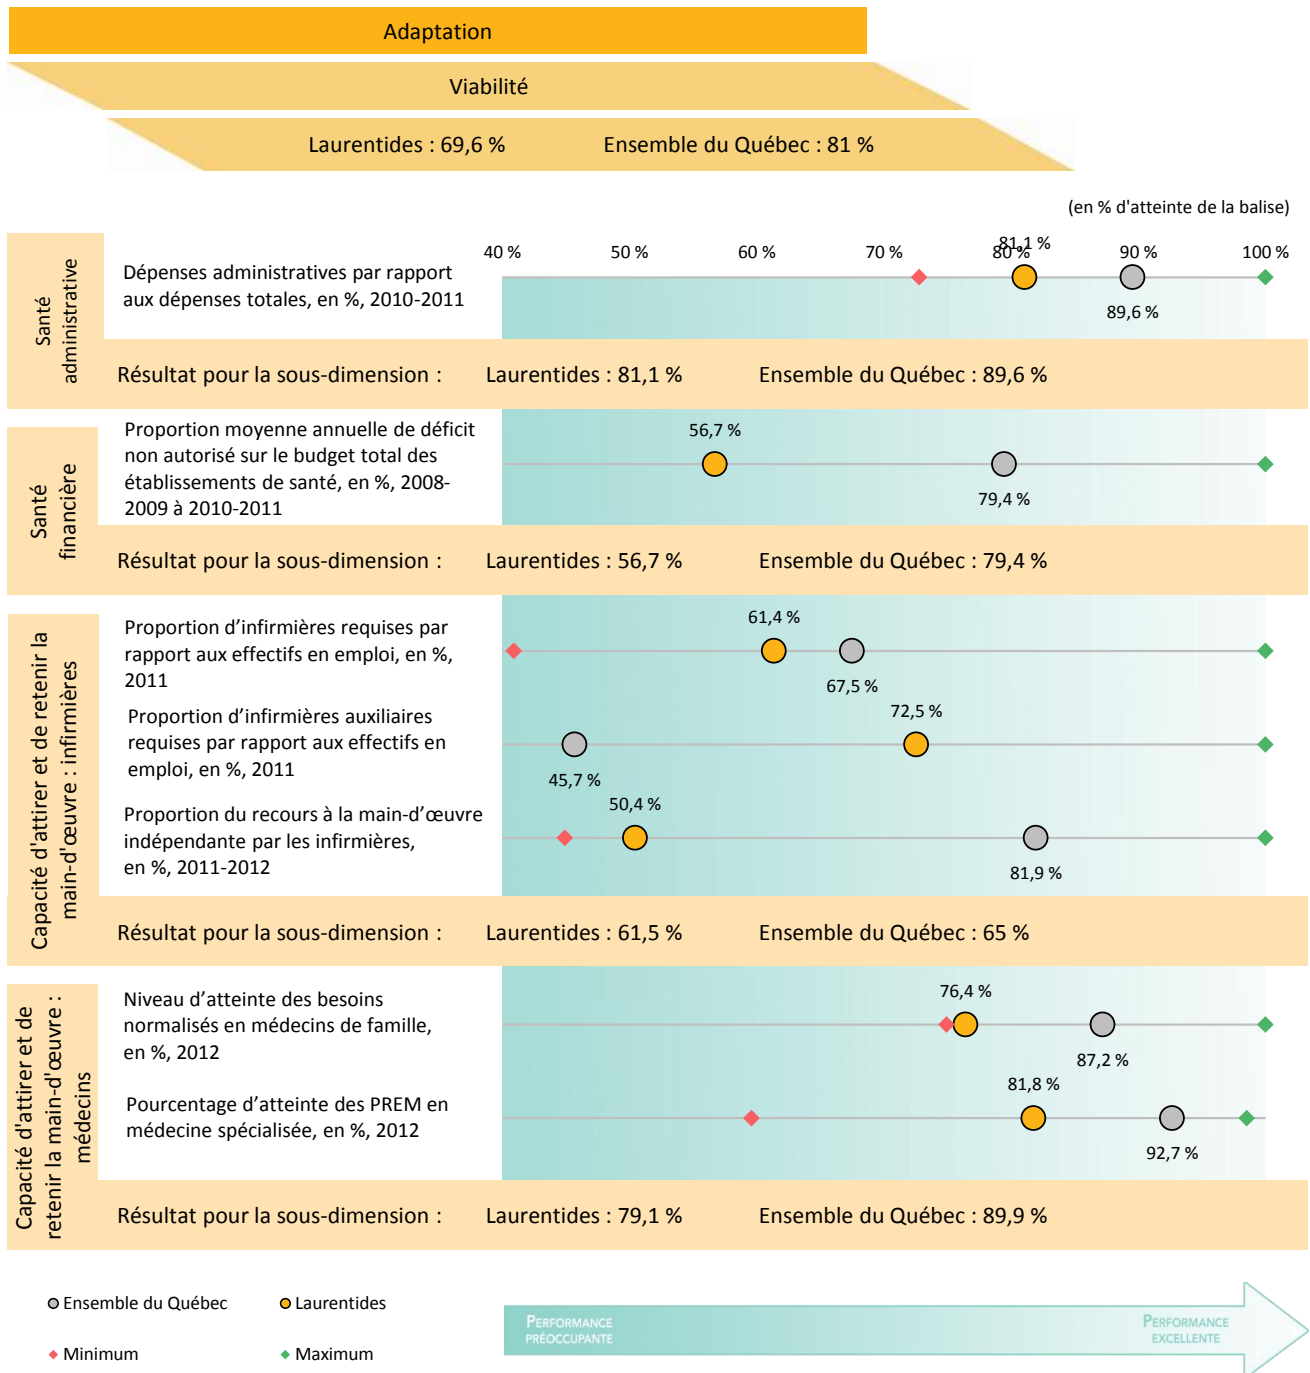 Adaptation
Viabilité
Laurentides : 69,6 % Ensemble du Québec : 81 %
(en % d'atteinte de la balise)
40 % 50 % 60 % 70 % 80 % 90 % 100 %
Santé
administrative
Dépenses administratives par rapport
aux dépenses totales, en %, 2010-2011
81,1 %
89,6 %
Résultat pour la sous-dimension : Laurentides : 81,1 % Ensemble du Québec : 89,6 %
Santé
financière
Proportion moyenne annuelle de déficit
non autorisé sur le budget total des
établissements de santé, en %, 2008-
2009 à 2010-2011
56,7 %
79,4 %
Résultat pour la sous-dimension : Laurentides : 56,7 % Ensemble du Québec : 79,4 %
Capacité d'attirer et de retenir la
main-d'œuvre : infirmières
Proportion d'infirmières requises par
rapport aux effectifs en emploi, en %,
2011
61,4 %
67,5 %
Proportion d'infirmières auxiliaires
requises par rapport aux effectifs en
emploi, en %, 2011
72,5 %
45,7 %
Proportion du recours à la main-d'œuvre
indépendante par les infirmières,
en %, 2011-2012
50,4 %
81,9 %
Résultat pour la sous-dimension : Laurentides : 61,5 % Ensemble du Québec : 65 %
Capacité d'attirer et de
retenir la main-d'œuvre :
médecins
Niveau d'atteinte des besoins
normalisés en médecins de famille,
en %, 2012
76,4 %
87,2 %
Pourcentage d'atteinte des PREM en
médecine spécialisée, en %, 2012
81,8 %
92,7 %
Résultat pour la sous-dimension : Laurentides : 79,1 % Ensemble du Québec : 89,9 %
Ensemble du Québec Laurentides
Minimum Maximum
PERFORMANCE
PRÉOCCUPANTE
PERFORMANCE
EXCELLENTE